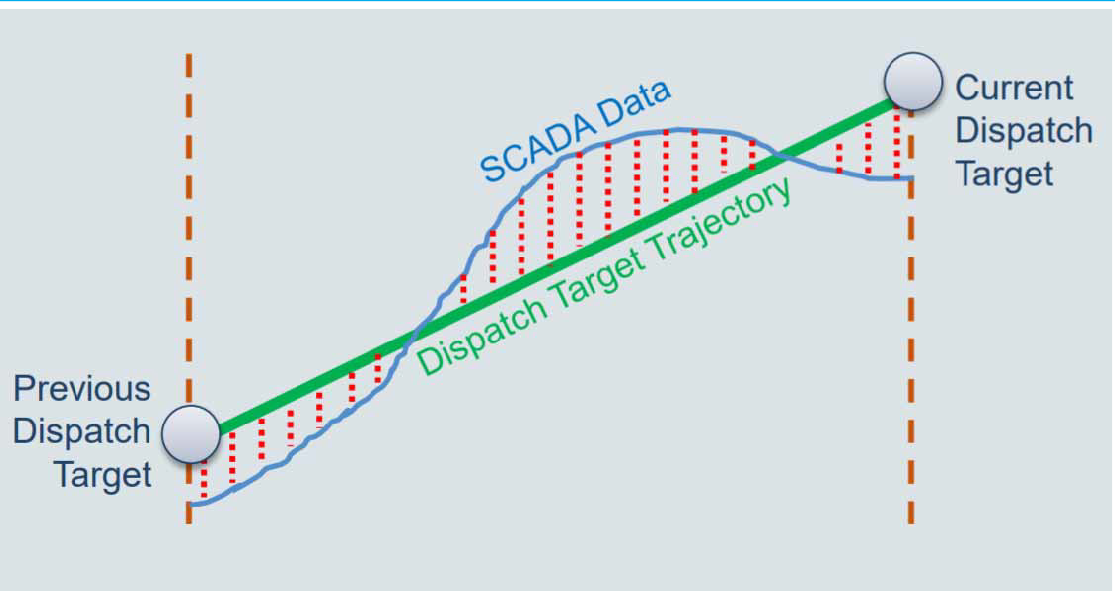 SCADA Data
Current
Dispatch
Target
Dispatch Target Trajectory
Previous
Dispatch
Target